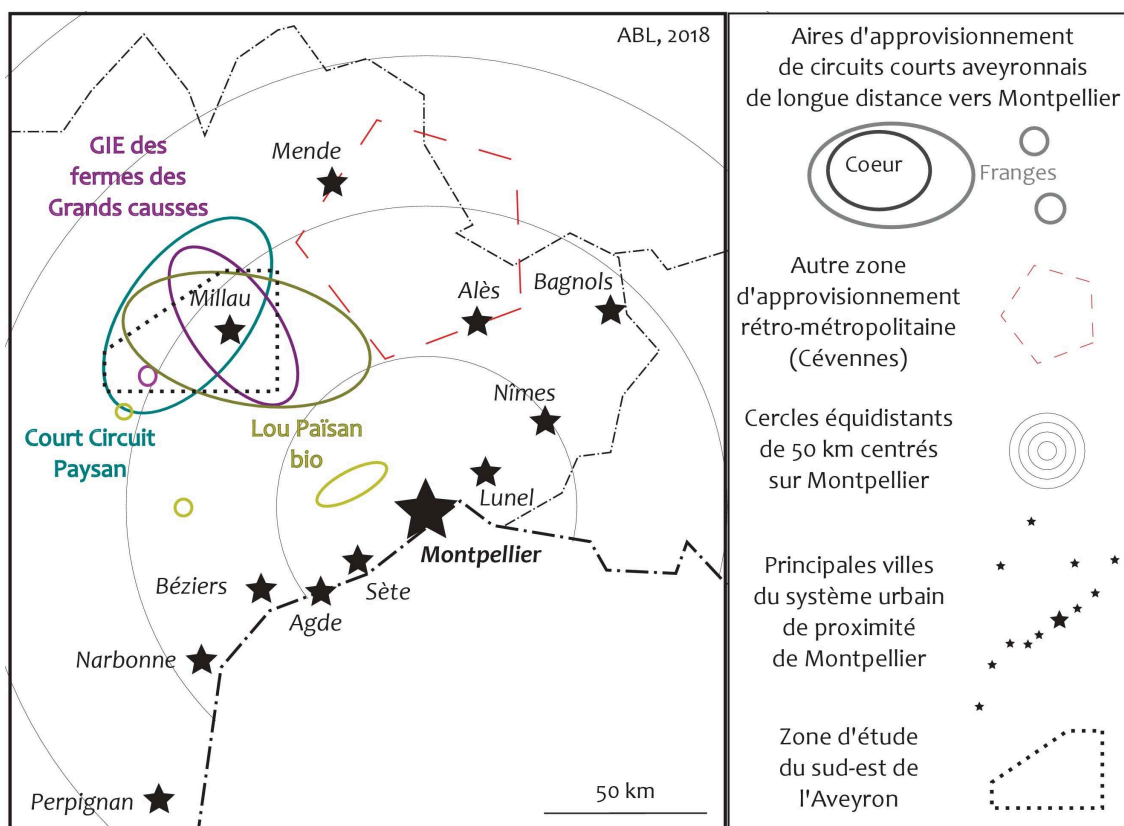 ABL, 2018
GIE des
fermes des
Grands causses
Mende
Millau
Alès
Bagnols
Nîmes
Court Circuit
Paysan
Lou Païsan
bio
Lunel
Montpellier
Sète
Béziers
Agde
Narbonne
Perpignan
50 km
Aires d'approvisionnement
de circuits courts aveyronnais
de longue distance vers Montpellier
Coeur
Franges
Autre zone
d'approvisionnement
rétro-métropolitaine
(Cévennes)
Cercles équidistants
de 50 km centrés
sur Montpellier
Principales villes
du système urbain
de proximité
de Montpellier
Zone d'étude
du sud-est de
l'Aveyron